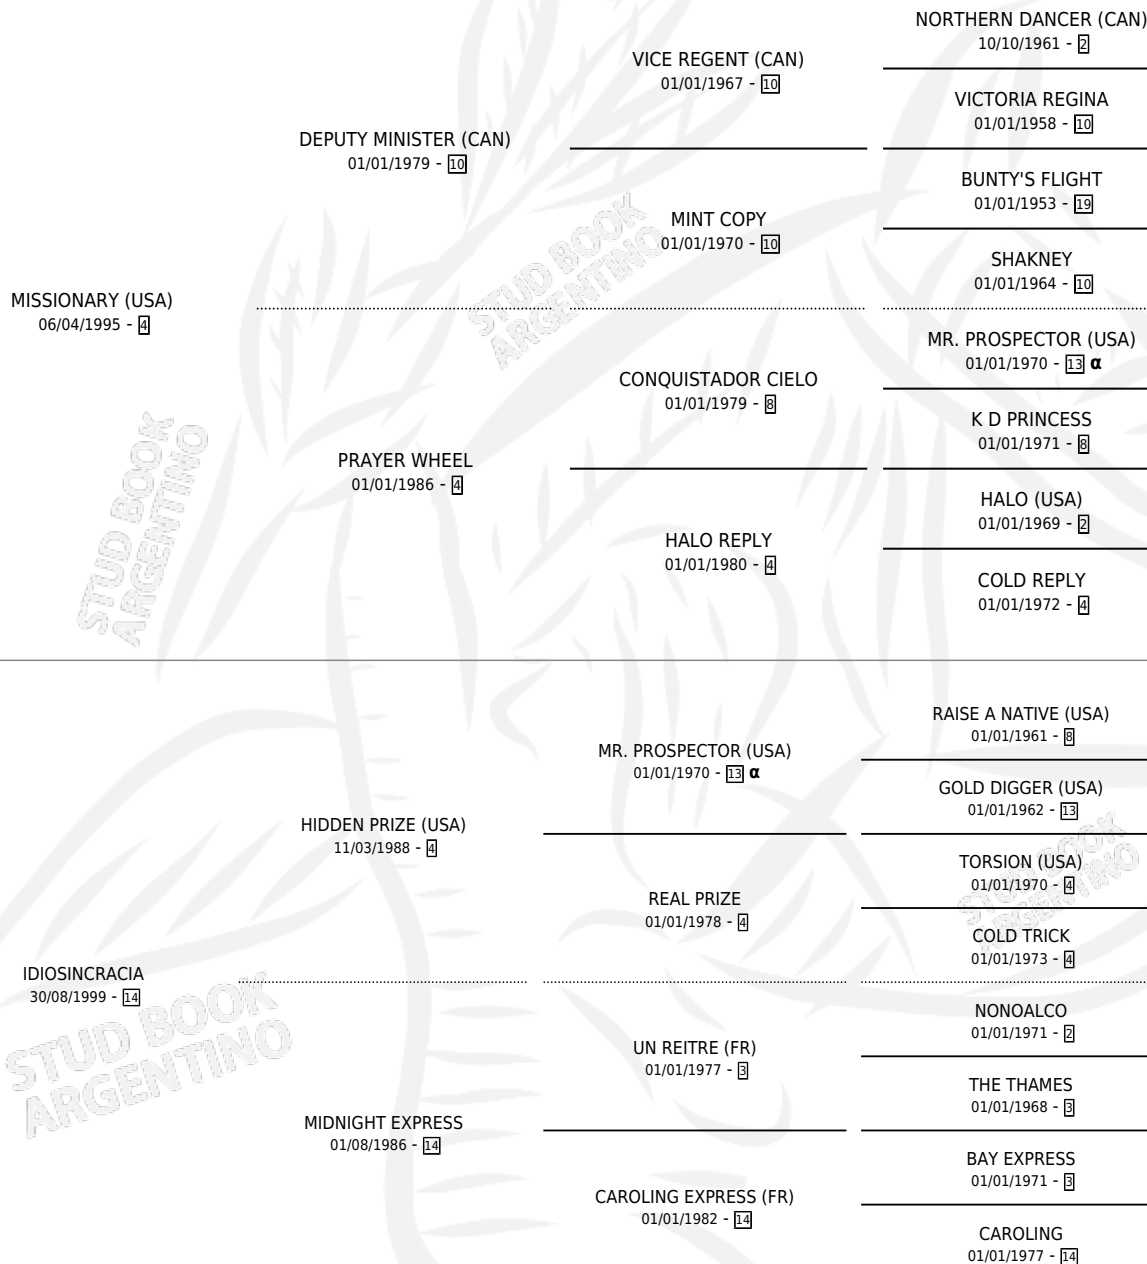 NORTHERN DANCER (CAN)
10/10/1961 - 2
VICE REGENT (CAN)
01/01/1967 - 10
VICTORIA REGINA
01/01/1958 - 10
DEPUTY MINISTER (CAN)
01/01/1979 - 10
BUNTY'S FLIGHT
01/01/1953 - 19
MINT COPY
01/01/1970 - 10
SHAKNEY
01/01/1964 - 10
MISSIONARY (USA)
06/04/1995 - 4
MR. PROSPECTOR (USA)
01/01/1970 - 13 α
CONQUISTADOR CIELO
01/01/1979 - 8
K D PRINCESS
01/01/1971 - 8
PRAYER WHEEL
01/01/1986 - 4
HALO (USA)
01/01/1969 - 2
HALO REPLY
01/01/1980 - 4
COLD REPLY
01/01/1972 - 4
RAISE A NATIVE (USA)
01/01/1961 - 8
MR. PROSPECTOR (USA)
01/01/1970 - 13 α
GOLD DIGGER (USA)
01/01/1962 - 13
HIDDEN PRIZE (USA)
11/03/1988 - 4
TORSION (USA)
01/01/1970 - 4
REAL PRIZE
01/01/1978 - 4
COLD TRICK
01/01/1973 - 4
IDIOSINCRACIA
30/08/1999 - 14
NONOALCO
01/01/1971 - 2
UN REITRE (FR)
01/01/1977 - 3
THE THAMES
01/01/1968 - 3
MIDNIGHT EXPRESS
01/08/1986 - 14
BAY EXPRESS
01/01/1971 - 3
CAROLING EXPRESS (FR)
01/01/1982 - 14
CAROLING
01/01/1977 - 14
STUD BOOK
ARGENTINO
STUD BOOK
ARGENTINO
STUD BOOK
ARGENTINO
STUD BOOK
ARGENTINO